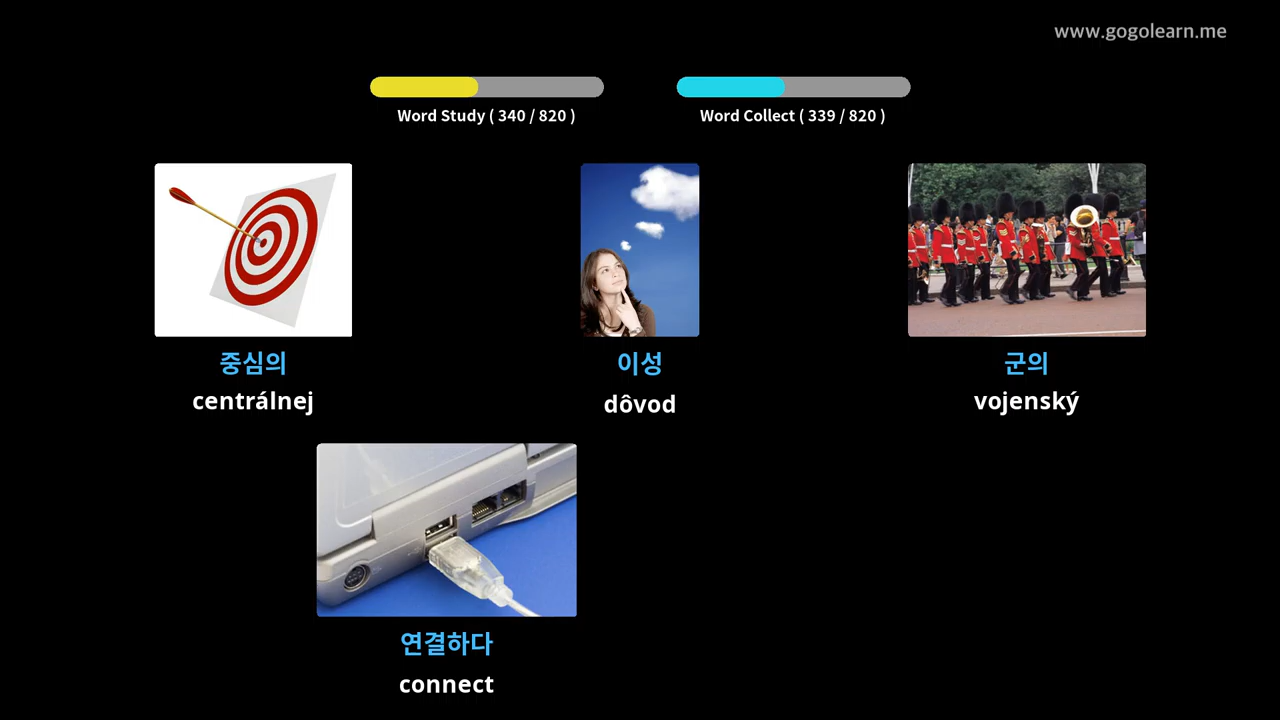 www.gogolearn.me
Word Study ( 340 / 820 )
Word Collect ( 339 / 820 )
중심의
centrálnej
이성
dôvod
군의
vojenský
연결하다
connect